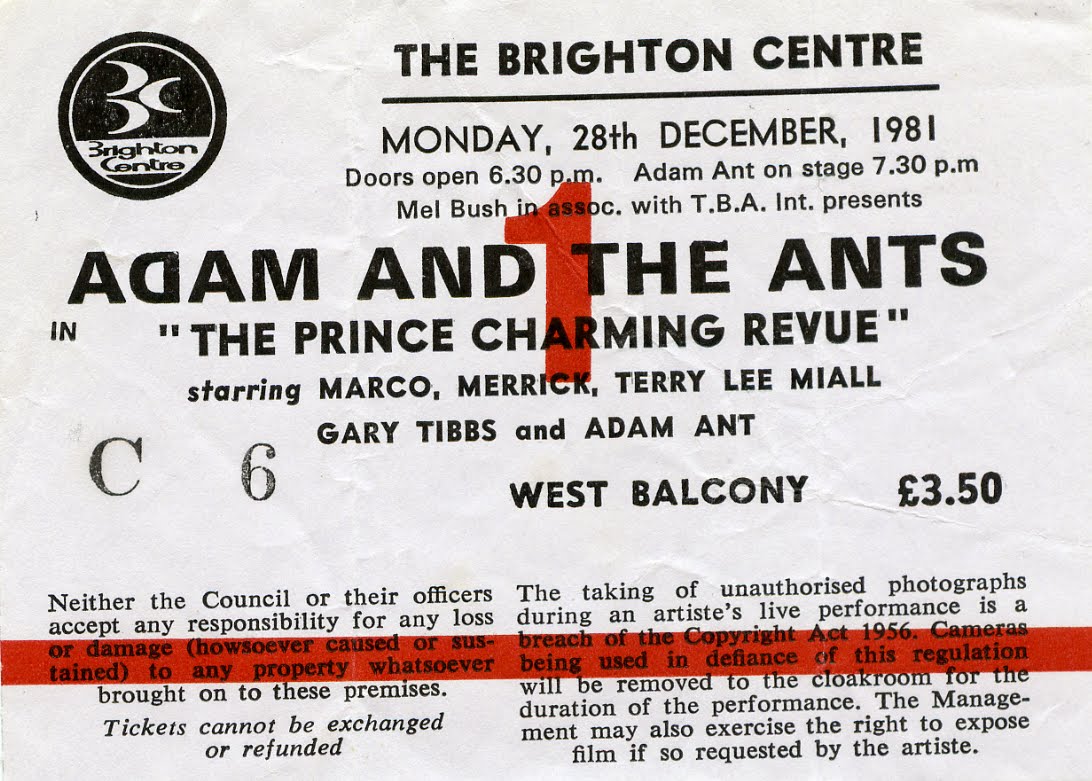 Brighton
Centre
THE BRIGHTON CENTRE
MONDAY, 28th DECEMBER, 1981
Doors open 6.30 p.m. Adam Ant on stage 7.30 p.m
Mel Bush in assoc. with T.B.A. Int. presents
1
ADAM AND THE ANTS
IN "THE PRINCE CHARMING REVUE"
starring MARCO, MERRICK, TERRY LEE MIALL
GARY TIBBS and ADAM ANT
C 6
WEST BALCONY £3.50
Neither the Council or their officers
accept any responsibility for any loss
or damage (howsoever caused or sus-
tained) to any property whatsoever
brought on to these premises.
Tickets cannot be exchanged
or refunded
The taking of unauthorised photographs
during an artiste's live performance is a
breach of the Copyright Act 1956. Cameras
being used in defiance of this regulation
will be removed to the cloakroom for the
duration of the performance. The Manage-
ment may also exercise the right to expose
film if so requested by the artiste.